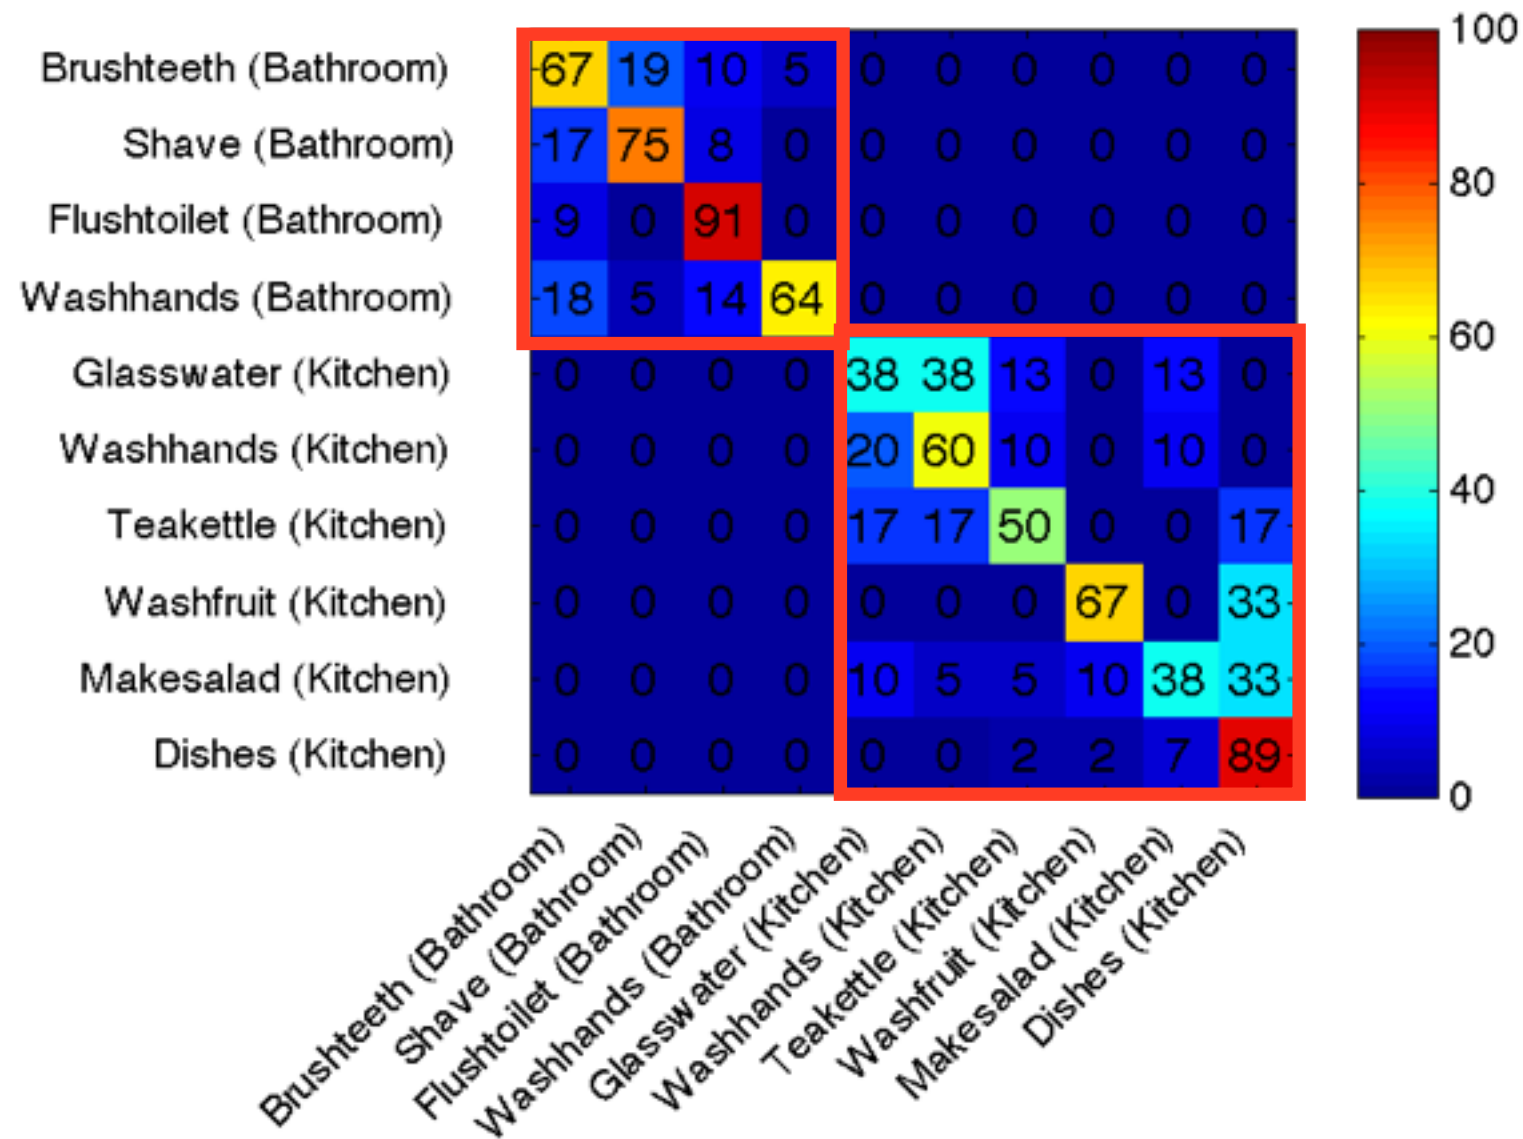 Brushteeth (Bathroom) 67 19 10 5 0 0 0 0 0 0
Shave (Bathroom) 17 75 8 0 0 0 0 0 0 0
Flushtoilet (Bathroom) 9 0 91 0 0 0 0 0 0 0
Washhands (Bathroom) 18 5 14 64 0 0 0 0 0 0
Glasswater (Kitchen) 0 0 0 0 38 38 13 0 13 0
Washhands (Kitchen) 0 0 0 0 20 60 10 0 10 0
Teakettle (Kitchen) 0 0 0 0 17 17 50 0 0 17
Washfruit (Kitchen) 0 0 0 0 0 0 0 67 0 33
Makesalad (Kitchen) 0 0 0 0 10 5 5 10 38 33
Dishes (Kitchen) 0 0 0 0 0 0 2 2 7 89
Brushteeth (Bathroom)
Shave (Bathroom)
Flushtoilet (Bathroom)
Washhands (Bathroom)
Glasswater (Kitchen)
Washhands (Kitchen)
Teakettle (Kitchen)
Washfruit (Kitchen)
Makesalad (Kitchen)
Dishes (Kitchen)
100
80
60
40
20
0